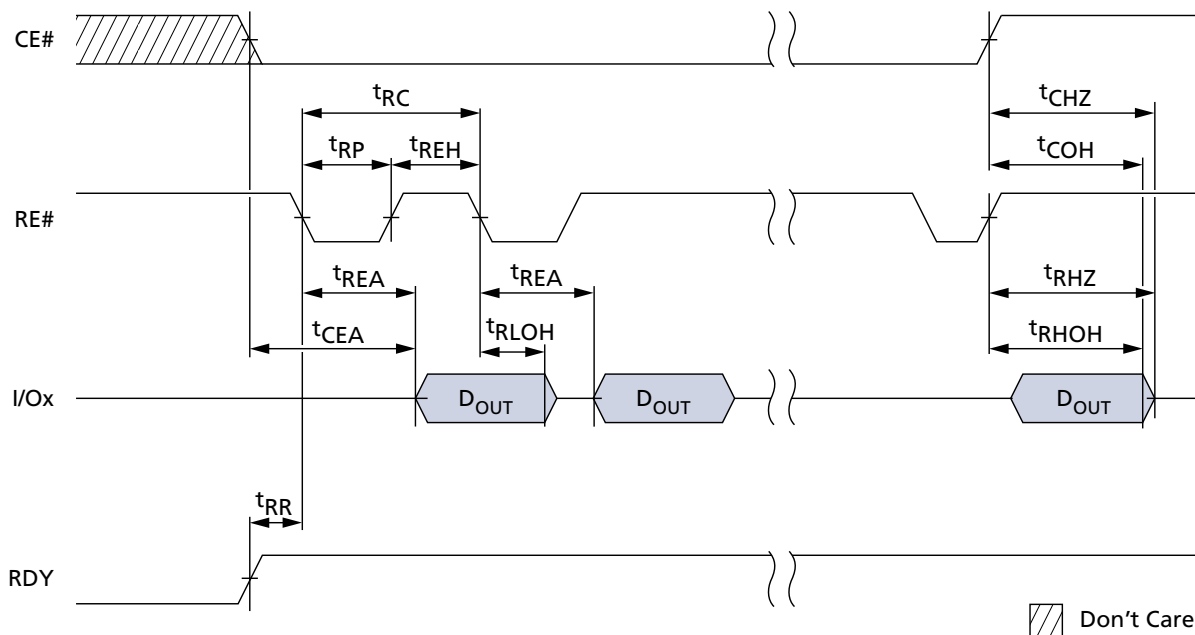 CE#
tRC
tCHZ
tRP
tREH
tCOH
RE#
tREA
tREA
tRHZ
tCEA
tRLOH
tRHOH
I/Ox
DOUT
DOUT
DOUT
tRR
RDY
Don't Care